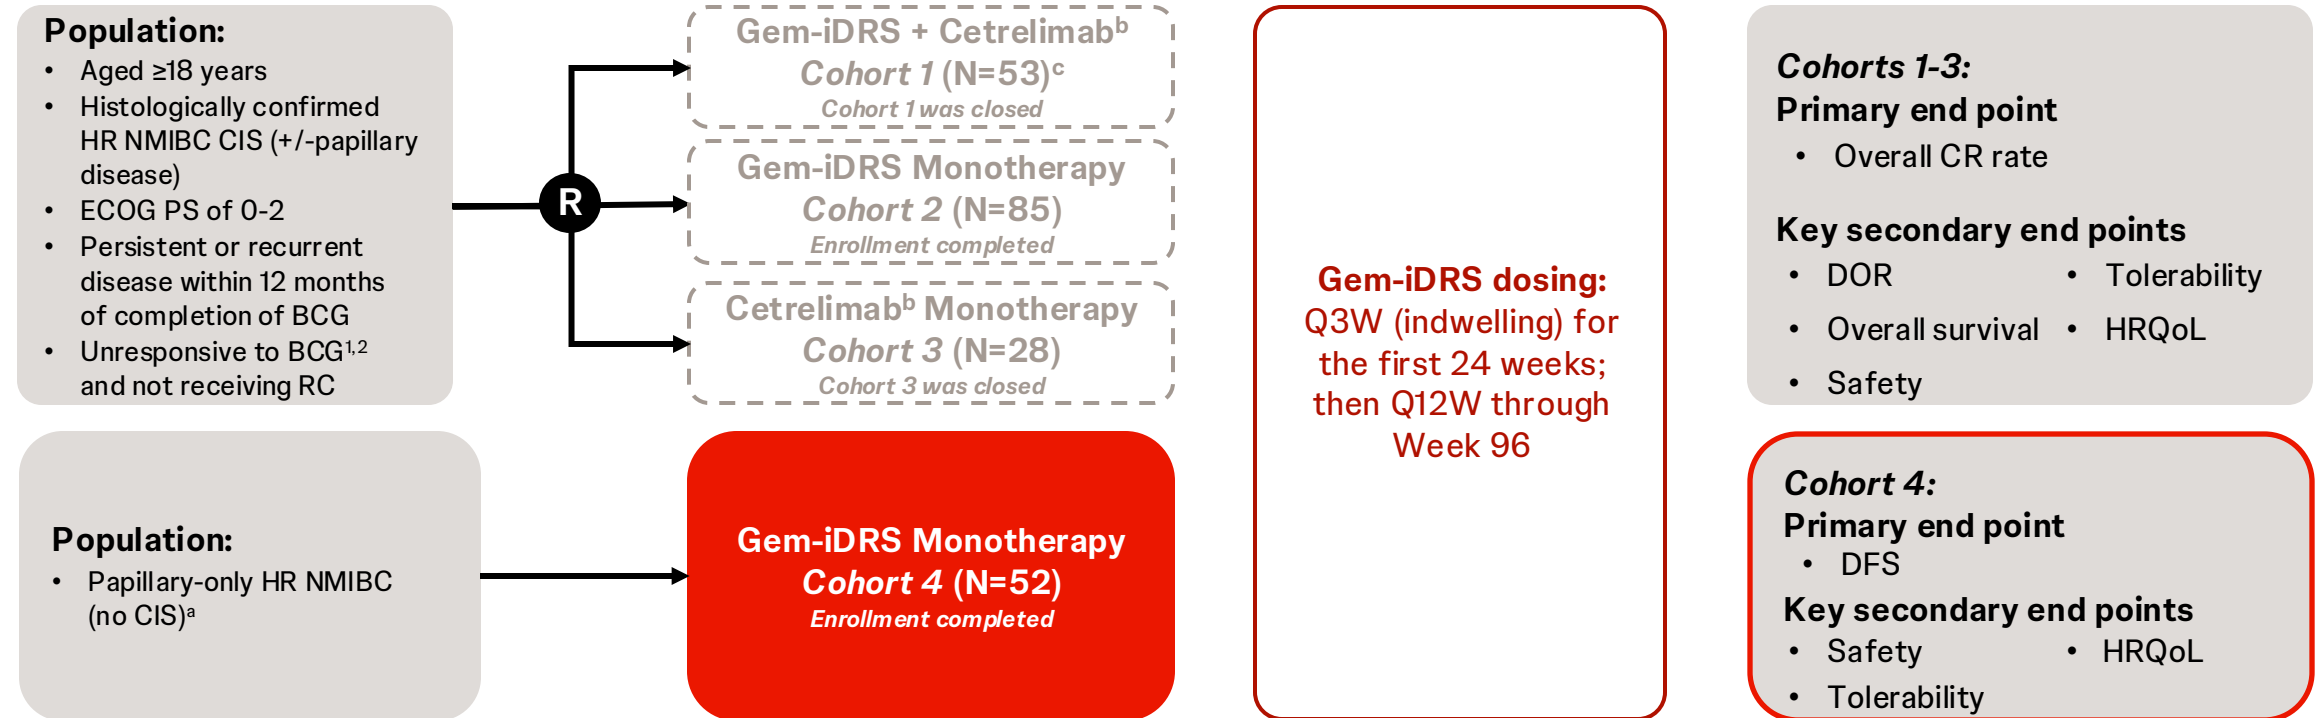 Population:
• Aged ≥18 years
• Histologically confirmed
HR NMIBC CIS (+/-papillary
disease)
• ECOG PS of 0-2
• Persistent or recurrent
disease within 12 months
of completion of BCG
• Unresponsive to BCG¹,²
and not receiving RC
R
Gem-iDRS + Cetrelimabᵇ
Cohort 1 (N=53)ᶜ
Cohort 1 was closed
Gem-iDRS Monotherapy
Cohort 2 (N=85)
Enrollment completed
Cetrelimabᵇ Monotherapy
Cohort 3 (N=28)
Cohort 3 was closed
Population:
• Papillary-only HR NMIBC
(no CIS)ᵃ
Gem-iDRS Monotherapy
Cohort 4 (N=52)
Enrollment completed
Gem-iDRS dosing:
Q3W (indwelling) for
the first 24 weeks;
then Q12W through
Week 96
Cohorts 1-3:
Primary end point
• Overall CR rate
Key secondary end points
• DOR • Tolerability
• Overall survival • HRQoL
• Safety
Cohort 4:
Primary end point
• DFS
Key secondary end points
• Safety • HRQoL
• Tolerability